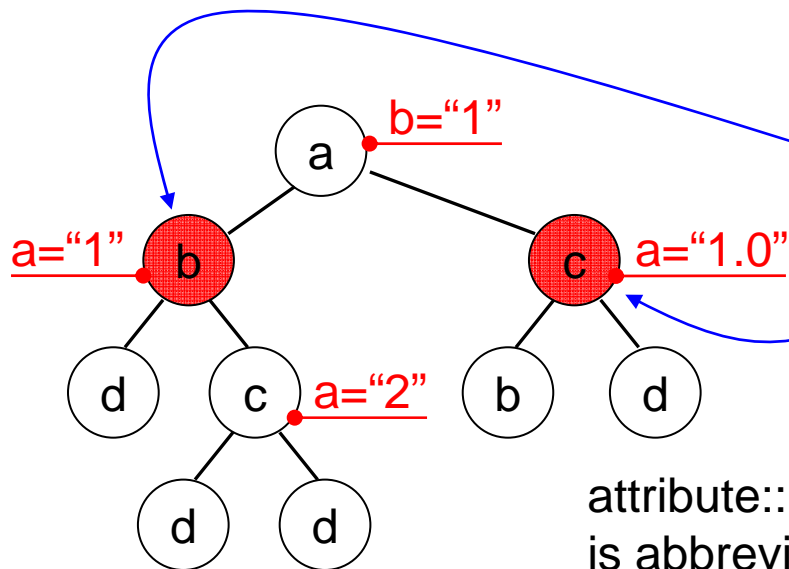 b=“1”
a
a=“1”
b
c
a=“1.0”
d
c
a=“2”
b
d
d
d
attribute::
is abbrevi